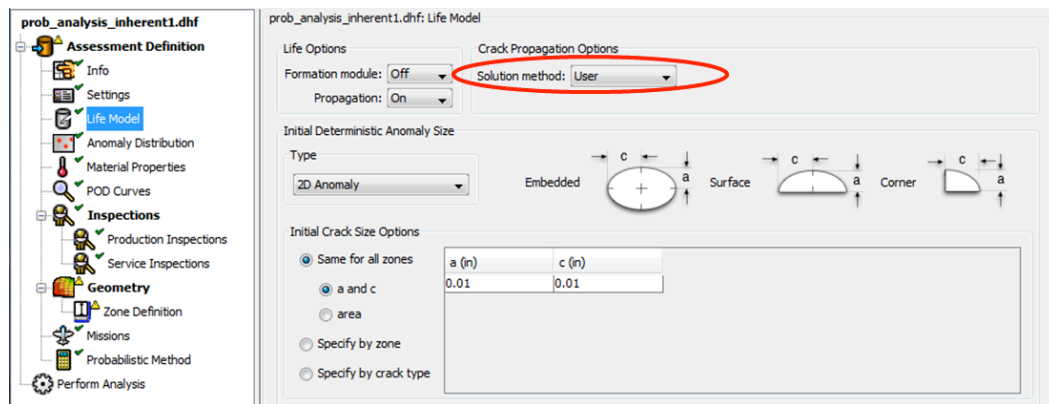 prob_analysis_inherent1.dhf
Assessment Definition
Info
Settings
Life Model
Anomaly Distribution
Material Properties
POD Curves
Inspections
Production Inspections
Service Inspections
Geometry
Zone Definition
Missions
Probabilistic Method
Perform Analysis
prob_analysis_inherent1.dhf: Life Model
Life Options
Formation module: Off
Propagation: On
Crack Propagation Options
Solution method: User
Initial Deterministic Anomaly Size
Type
2D Anomaly
Embedded
c
a
Surface
c
a
Corner
c
a
Initial Crack Size Options
Same for all zones
a and c
area
Specify by zone
Specify by crack type
a (in) c (in)
0.01 0.01